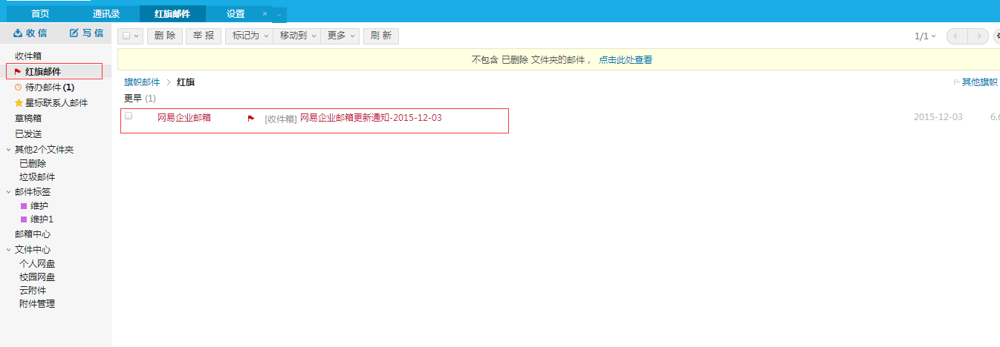 首页 通讯录 红旗邮件 设置
收信 写信
删 除 举 报 标记为 移动到 更多 刷 新 1/1
收件箱
红旗邮件
待办邮件 (1)
星标联系人邮件
草稿箱
已发送
其他2个文件夹
已删除
垃圾邮件
邮件标签
维护
维护1
邮箱中心
文件中心
个人网盘
校园网盘
云附件
附件管理
不包含 已删除 文件夹的邮件， 点击此处查看
旗帜邮件 > 红旗 其他旗帜
更早 (1)
网易企业邮箱 [收件箱] 网易企业邮箱更新通知-2015-12-03 2015-12-03